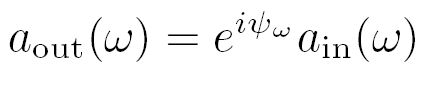 a_out(ω) = e^{iψ_ω} a_in(ω)